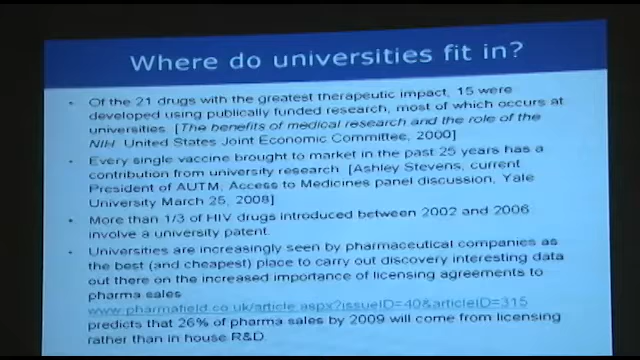 Where do universities fit in?
• Of the 21 drugs with the greatest therapeutic impact, 15 were
developed using publically funded research, most of which occurs at
universities. [The benefits of medical research and the role of the
NIH. United States Joint Economic Committee, 2000]
• Every single vaccine brought to market in the past 25 years has a
contribution from university research [Ashley Stevens, current
President of AUTM, Access to Medicines panel discussion, Yale
University March 25, 2008]
• More than 1/3 of HIV drugs introduced between 2002 and 2006
involve a university patent.
• Universities are increasingly seen by pharmaceutical companies as
the best (and cheapest) place to carry out discovery interesting data
out there on the increased importance of licensing agreements to
pharma sales
www.pharmafield.co.uk/article.aspx?issueID=40&articleID=315
predicts that 26% of pharma sales by 2009 will come from licensing
rather than in house R&D